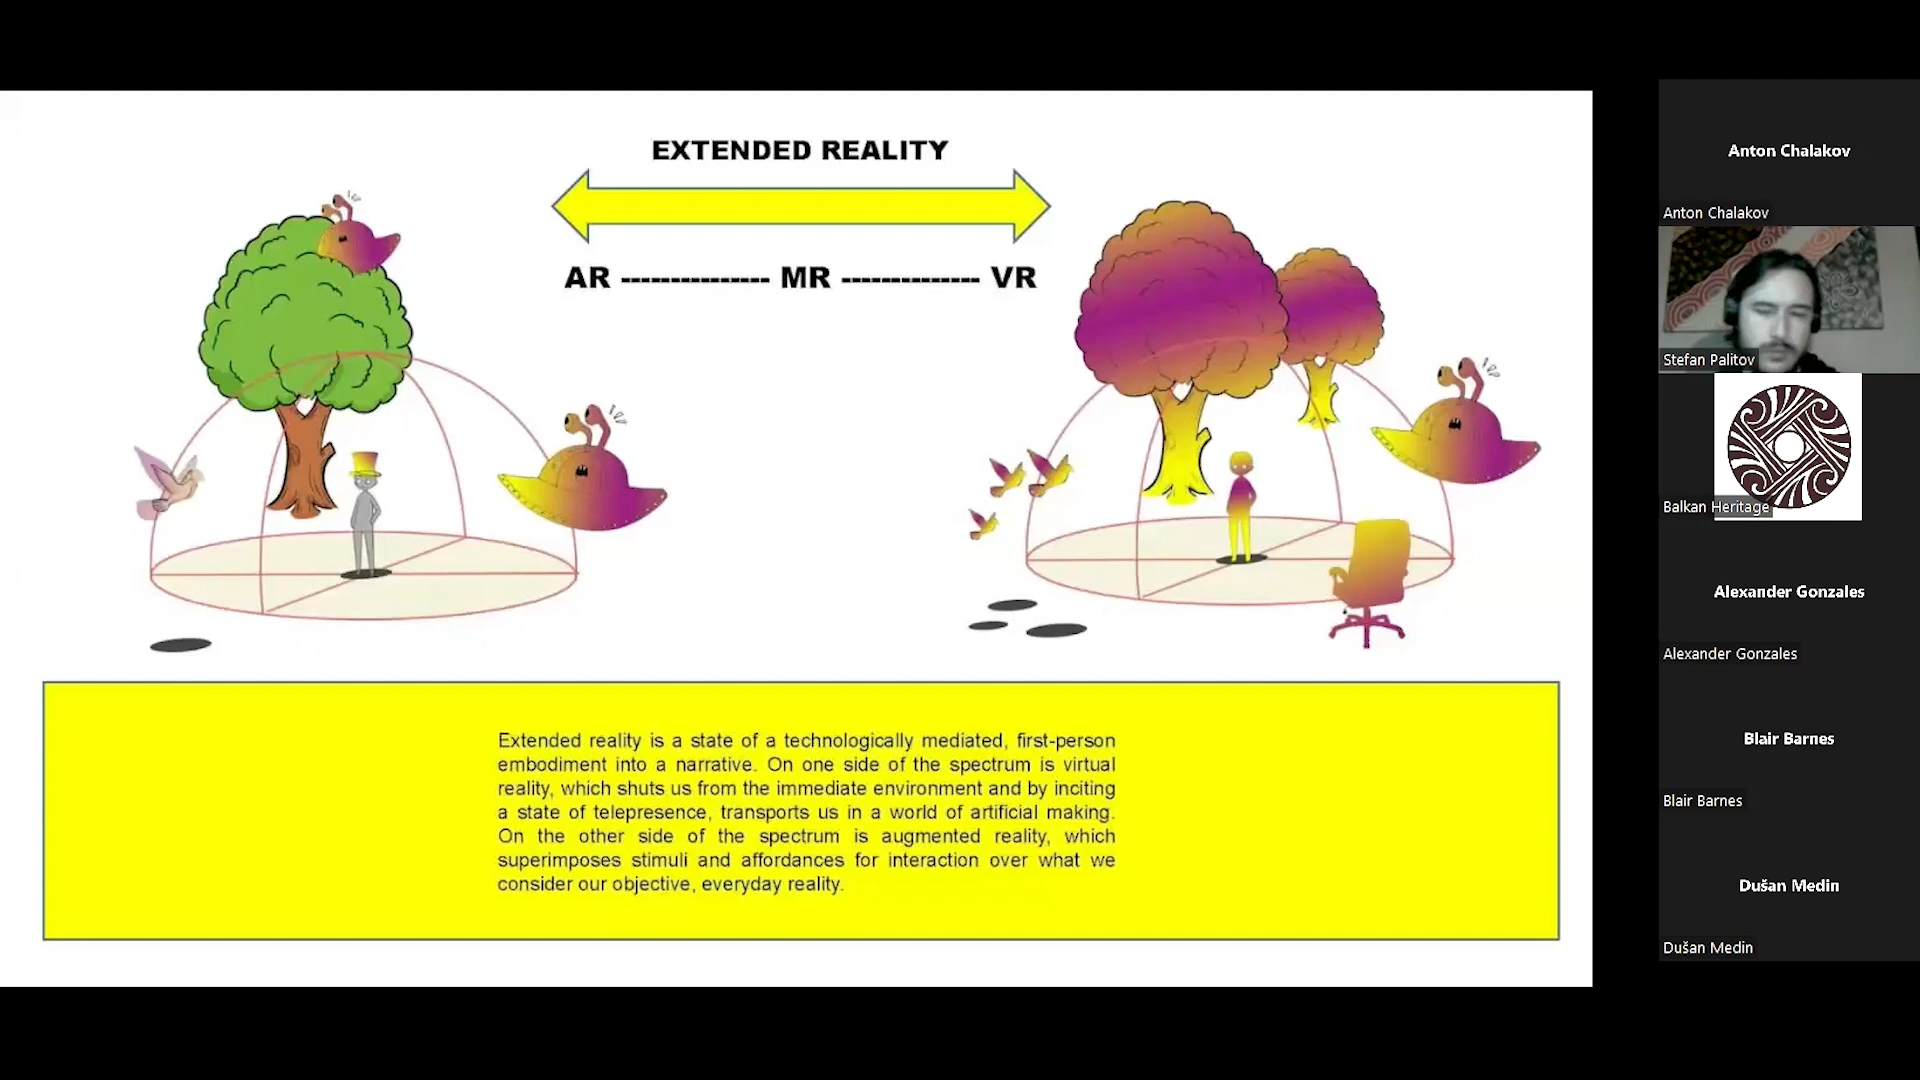 EXTENDED REALITY
AR --------------- MR -------------- VR
Extended reality is a state of a technologically mediated, first-person
embodiment into a narrative. On one side of the spectrum is virtual
reality, which shuts us from the immediate environment and by inciting
a state of telepresence, transports us in a world of artificial making.
On the other side of the spectrum is augmented reality, which
superimposes stimuli and affordances for interaction over what we
consider our objective, everyday reality.
Anton Chalakov
Anton Chalakov
Stefan Palitov
Balkan Heritage
Alexander Gonzales
Alexander Gonzales
Blair Barnes
Blair Barnes
Dušan Medin
Dušan Medin